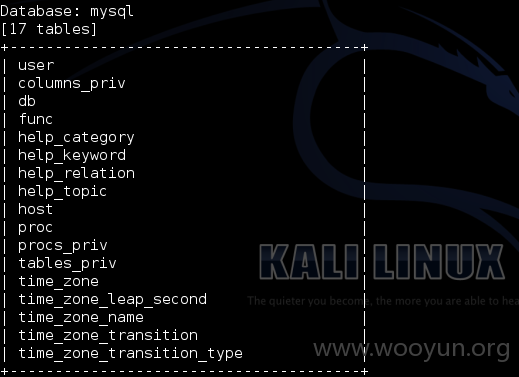 Database: mysql
[17 tables]
+---------------------------------------+
| user |
| columns_priv |
| db |
| func |
| help_category |
| help_keyword |
| help_relation |
| help_topic |
| host |
| proc |
| procs_priv |
| tables_priv |
| time_zone |
| time_zone_leap_second |
| time_zone_name |
| time_zone_transition |
| time_zone_transition_type |
+---------------------------------------+
KALI LINUX
The quieter you become, the more you are able to hea
www.wooyun.org